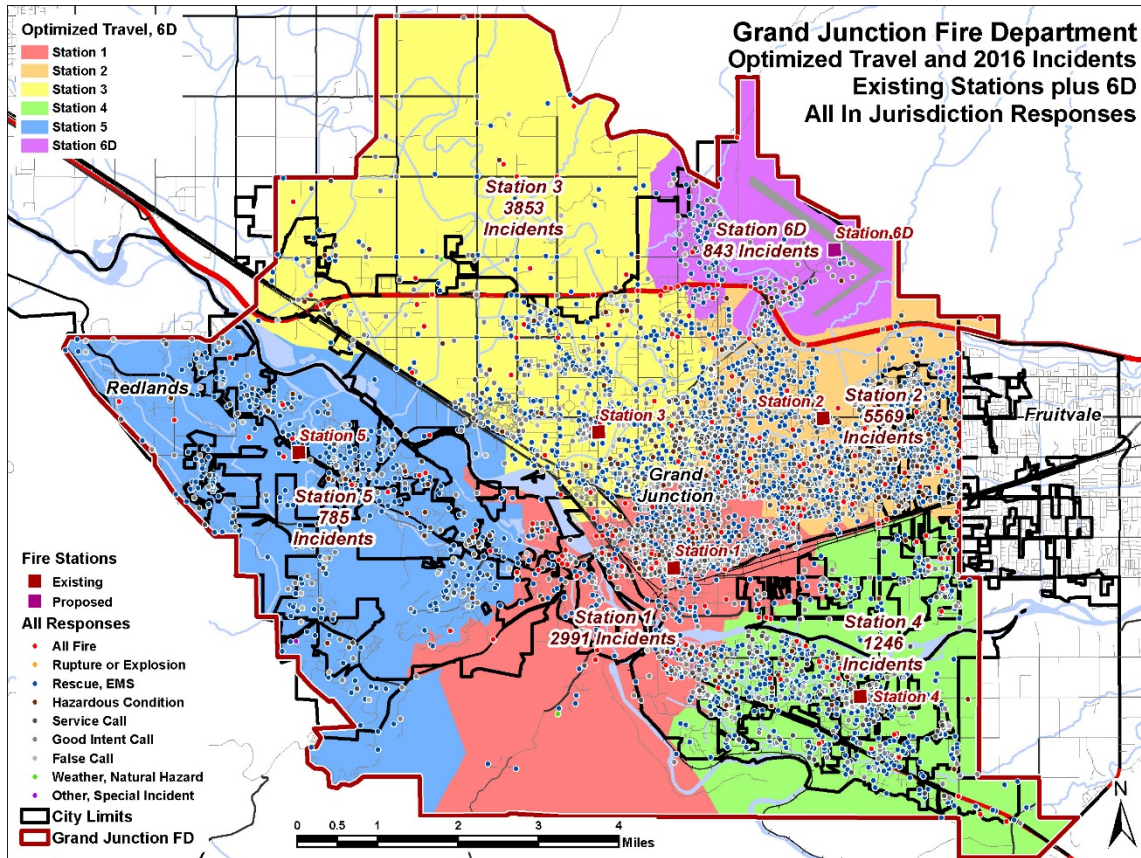 Optimized Travel, 6D
Station 1
Station 2
Station 3
Station 4
Station 5
Station 6D
Grand Junction Fire Department
Optimized Travel and 2016 Incidents
Existing Stations plus 6D
All In Jurisdiction Responses
Station 3
3853
Incidents
Station 6D
843 Incidents
Station 6D
Redlands
Station 5
Station 5
785
Incidents
Station 3
Station 2
Station 2
5569
Incidents
Fruitvale
Grand
Junction
Station 1
Station 1
2991 Incidents
Station 4
1246
Incidents
Station 4
Fire Stations
Existing
Proposed
All Responses
All Fire
Rupture or Explosion
Rescue, EMS
Hazardous Condition
Service Call
Good Intent Call
False Call
Weather, Natural Hazard
Other, Special Incident
City Limits
Grand Junction FD
0 0.5 1 2 3 4
Miles
N